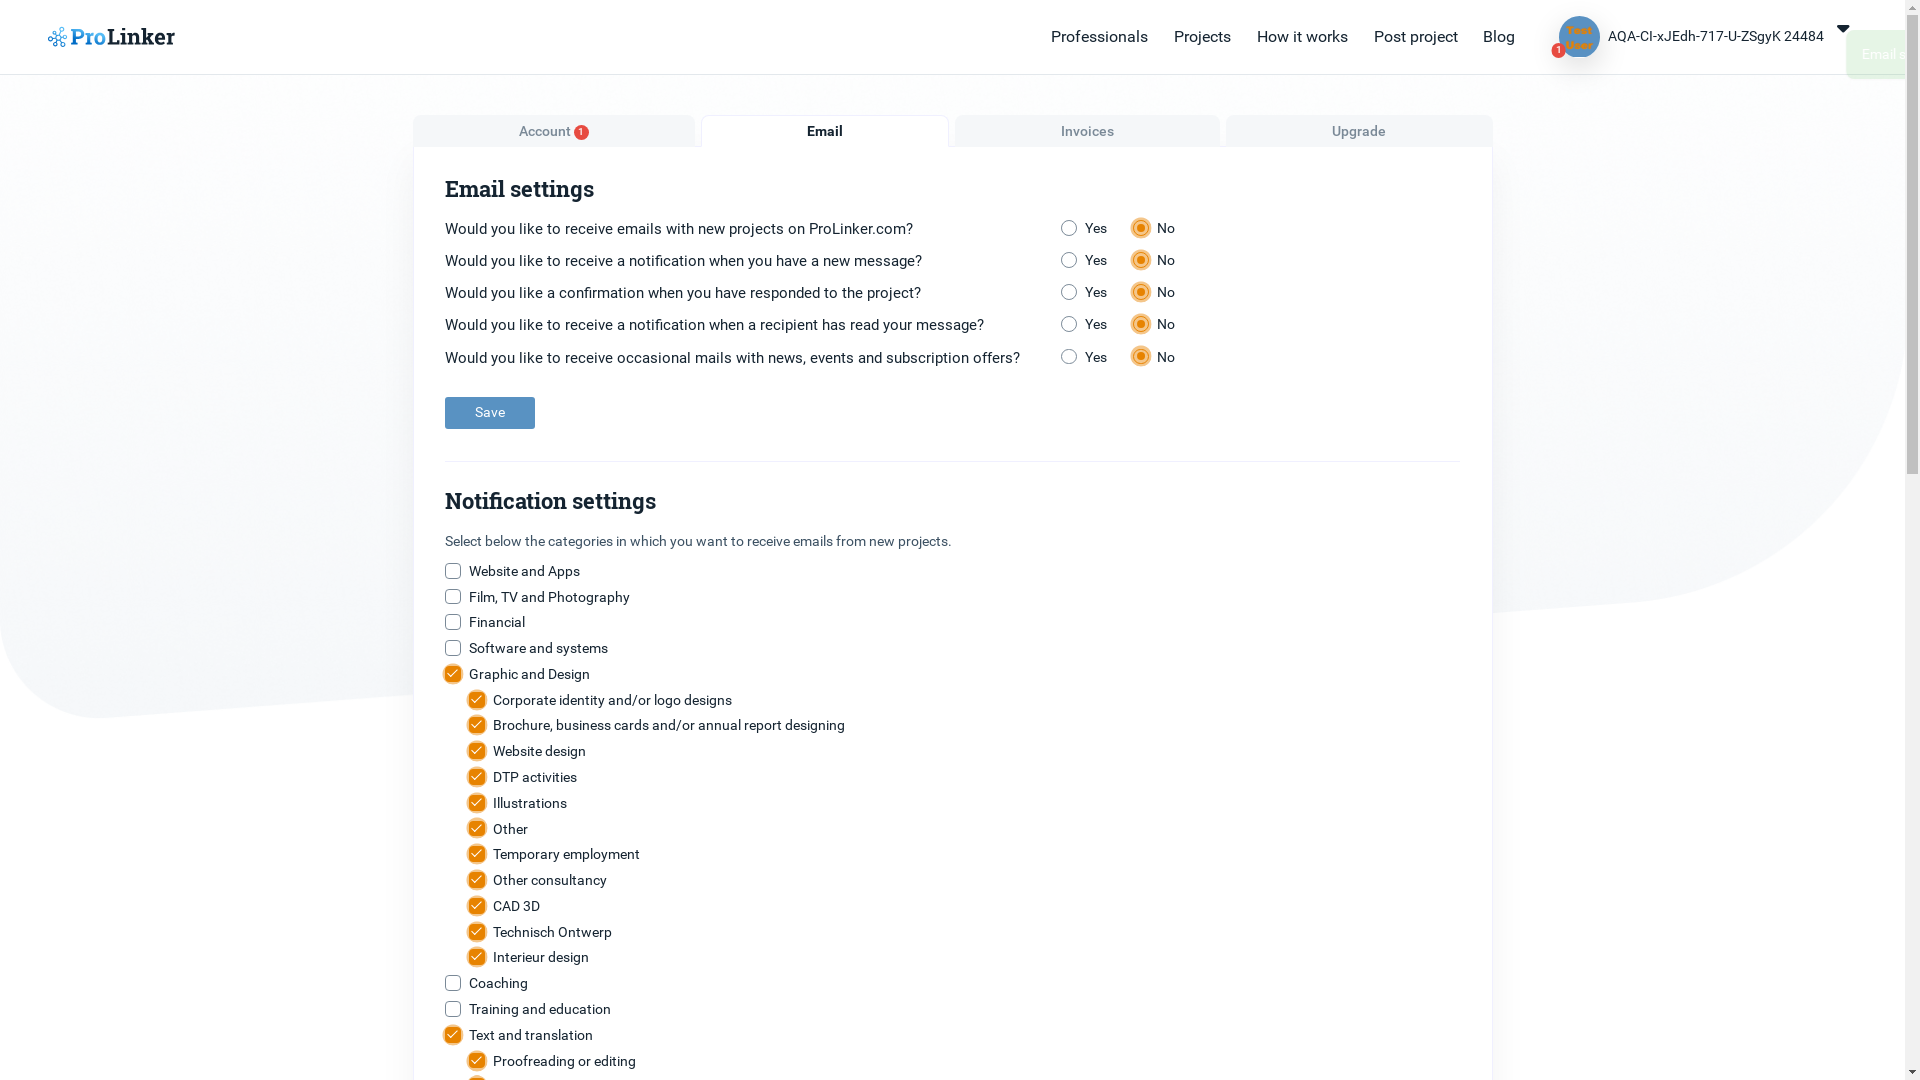 ProLinker
Professionals
Projects
How it works
Post project
Blog
Test
User
1
AQA-CI-xJEdh-717-U-ZSgyK 24484
Email
Account 1
Email
Invoices
Upgrade
Email settings
Would you like to receive emails with new projects on ProLinker.com? Yes No
Would you like to receive a notification when you have a new message? Yes No
Would you like a confirmation when you have responded to the project? Yes No
Would you like to receive a notification when a recipient has read your message? Yes No
Would you like to receive occasional mails with news, events and subscription offers? Yes No
Save
Notification settings
Select below the categories in which you want to receive emails from new projects.
Website and Apps
Film, TV and Photography
Financial
Software and systems
Graphic and Design
Corporate identity and/or logo designs
Brochure, business cards and/or annual report designing
Website design
DTP activities
Illustrations
Other
Temporary employment
Other consultancy
CAD 3D
Technisch Ontwerp
Interieur design
Coaching
Training and education
Text and translation
Proofreading or editing